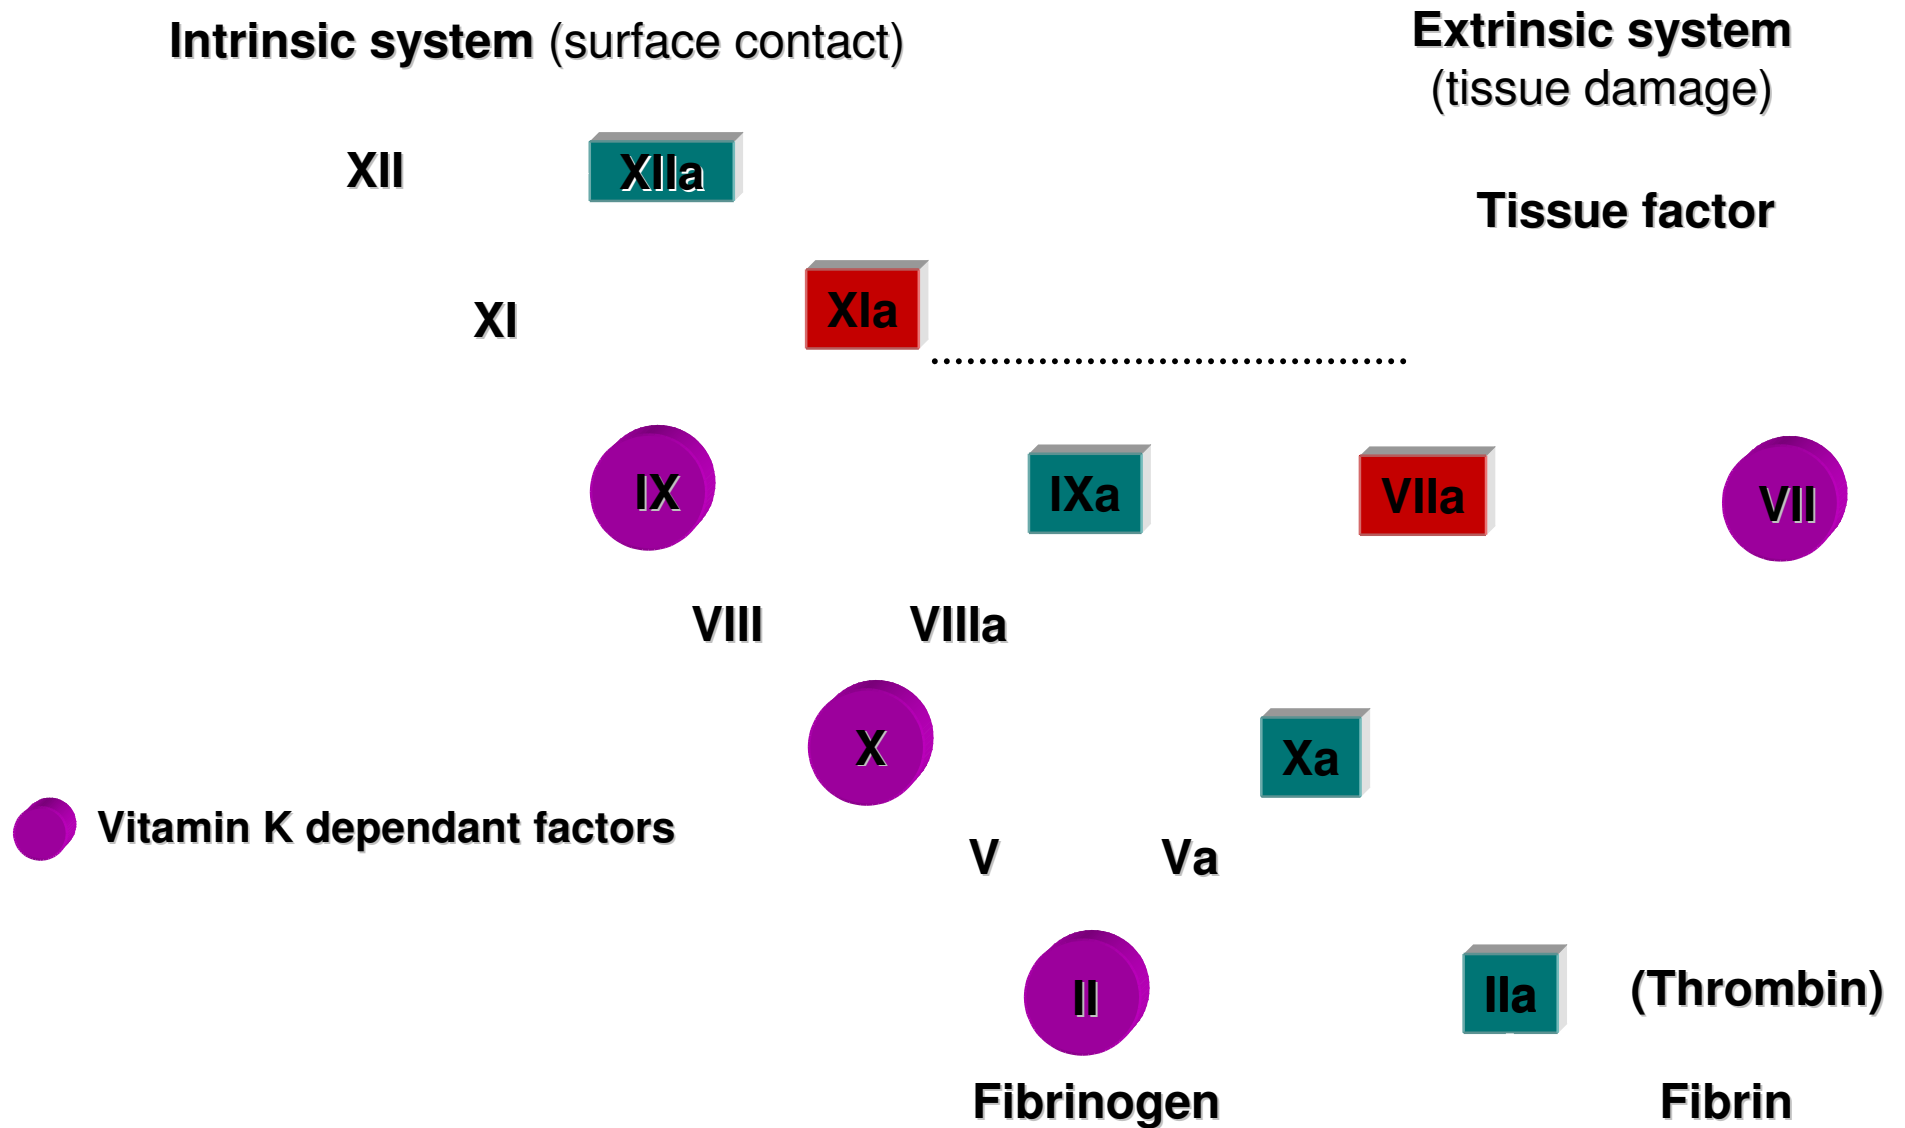 Intrinsic system (surface contact)
Extrinsic system
(tissue damage)
XII
XIIa
Tissue factor
XI
XIa
IX
IXa
VIIa
VII
VIII
VIIIa
X
Xa
Vitamin K dependant factors
V
Va
II
IIa
(Thrombin)
Fibrinogen
Fibrin